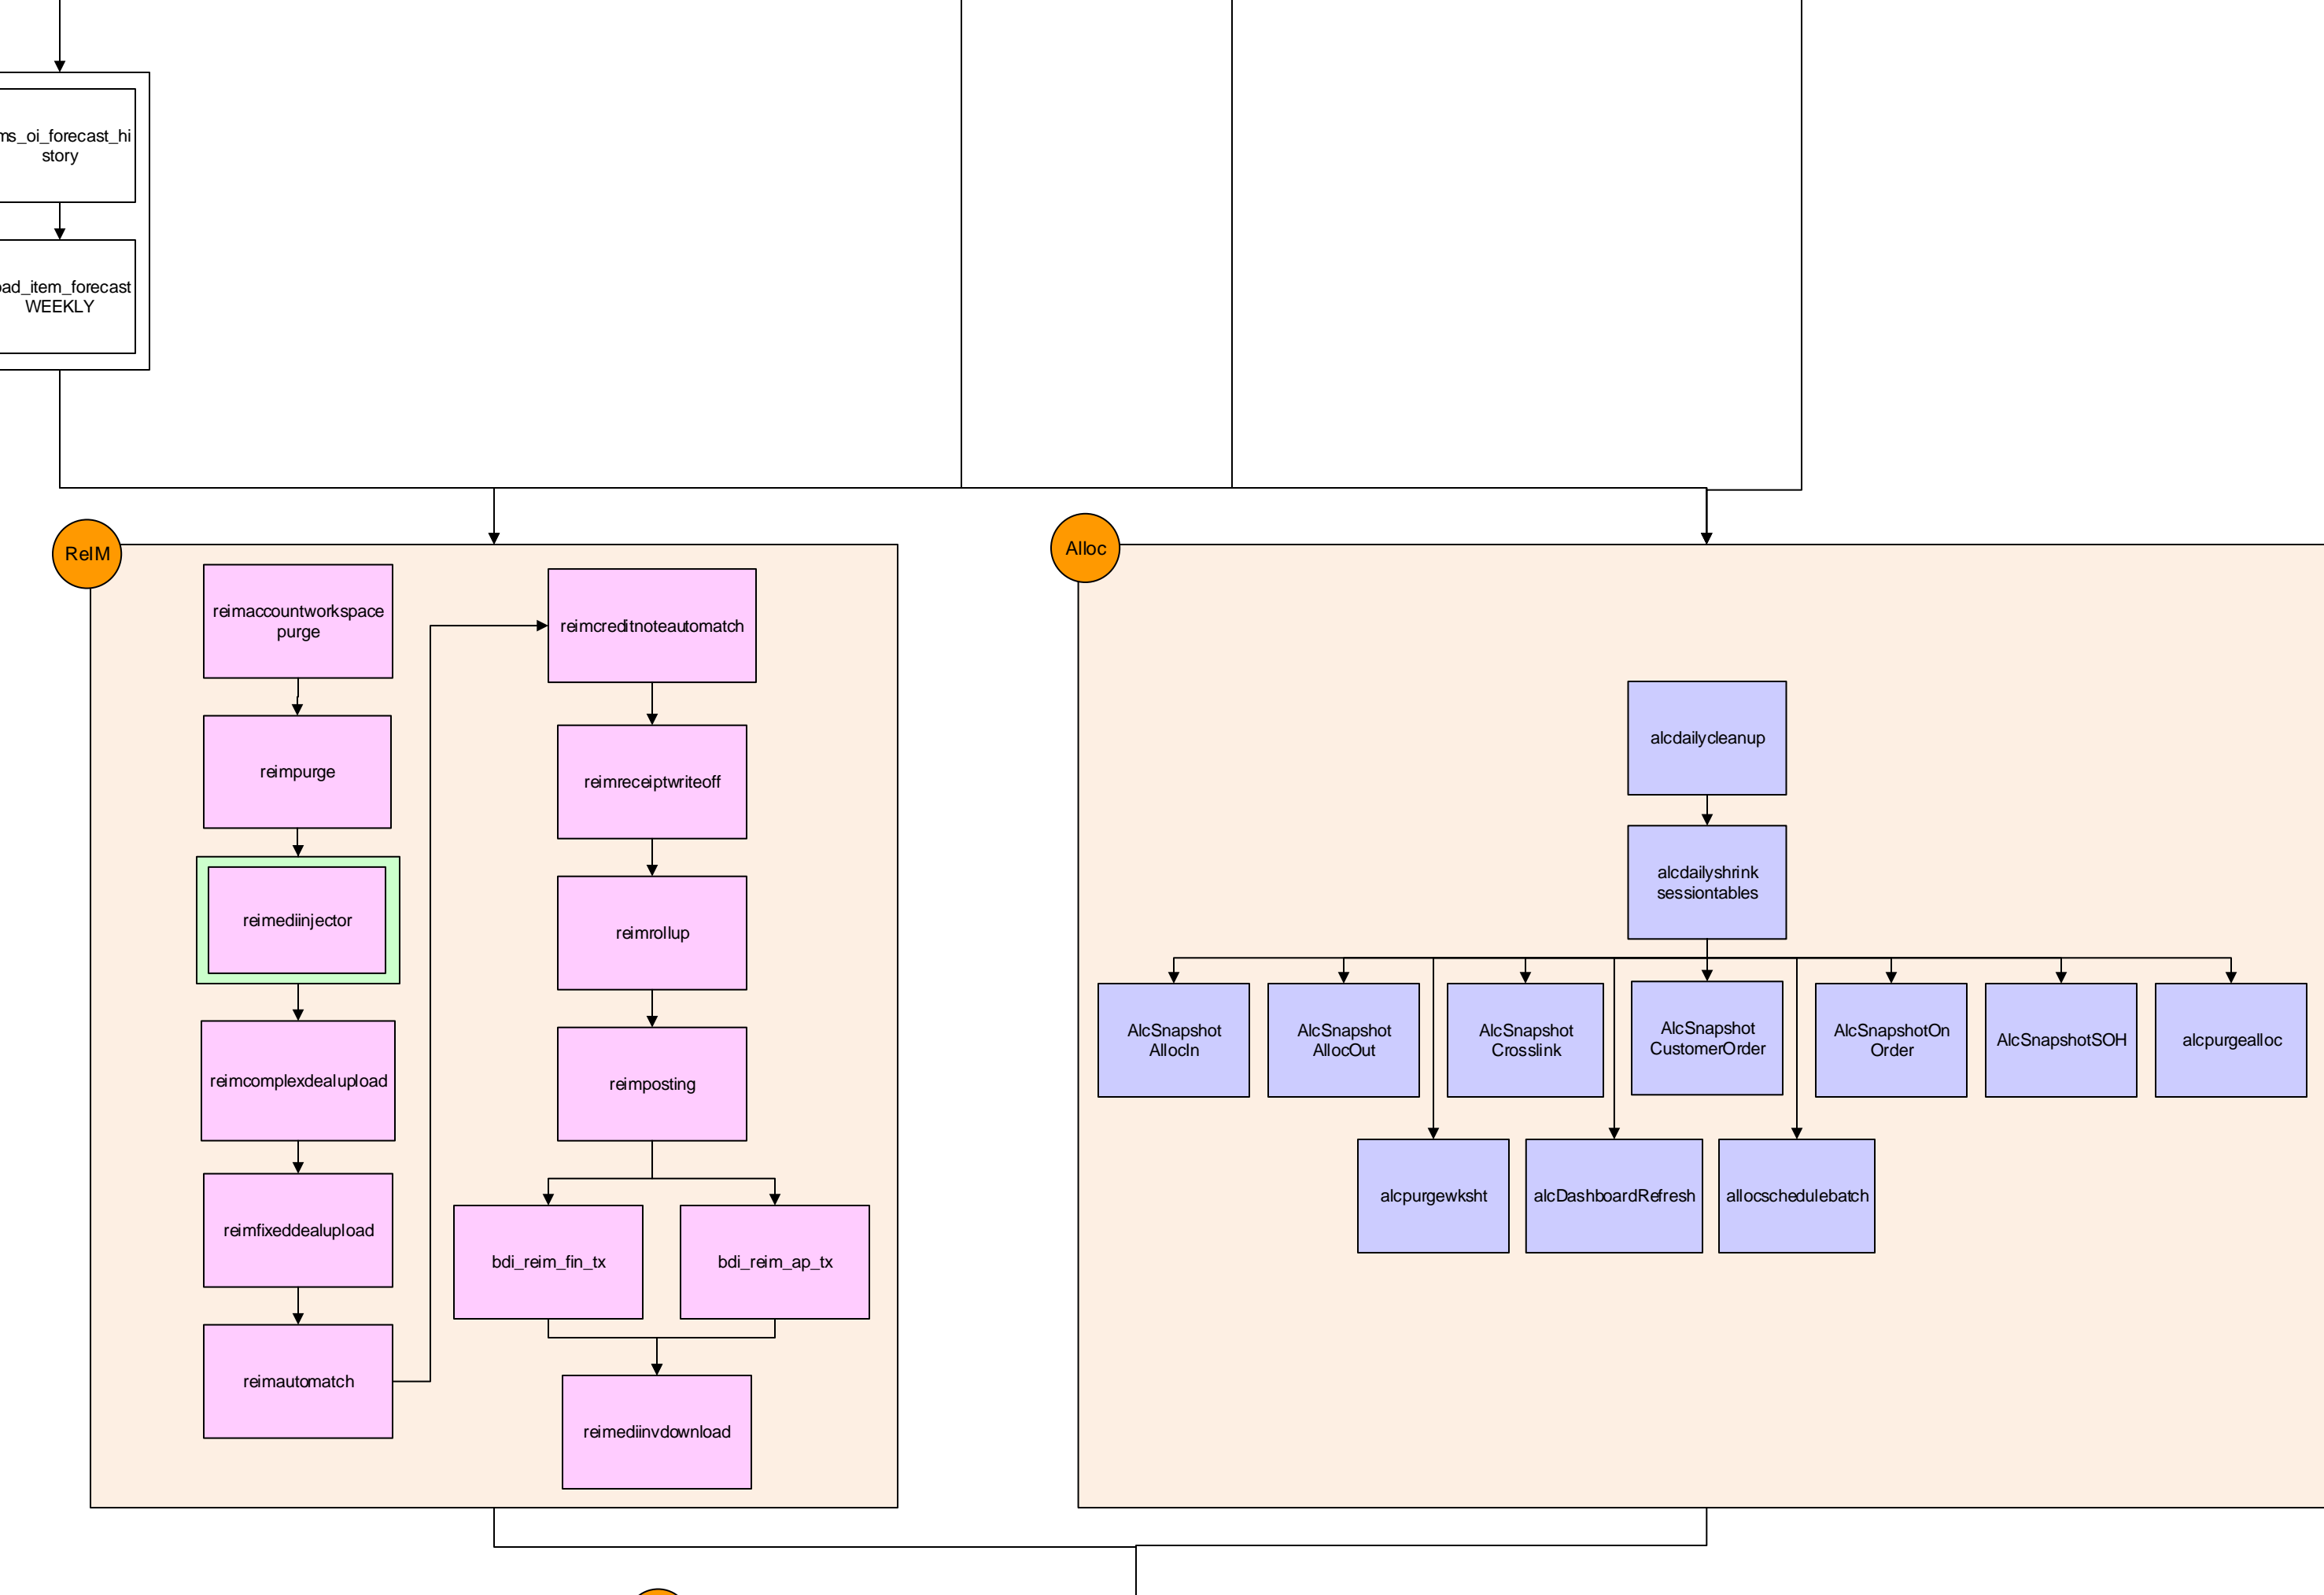 ms_oi_forecast_hi
story
oad_item_forecast
WEEKLY
ReIM
reimaccountworkspace
purge
reimpurge
reimediinjector
reimcomplexdealupload
reimfixeddealupload
reimautomatch
reimcreditnoteautomatch
reimreceiptwriteoff
reimrollup
reimposting
bdi_reim_fin_tx
bdi_reim_ap_tx
reimediinvdownload
Alloc
alcdailycleanup
alcdailyshrink
sessiontables
AlcSnapshot
AllocIn
AlcSnapshot
AllocOut
AlcSnapshot
Crosslink
AlcSnapshot
CustomerOrder
AlcSnapshotOn
Order
AlcSnapshotSOH
alcpurgealloc
alcpurgewksht
alcDashboardRefresh
allocschedulebatch